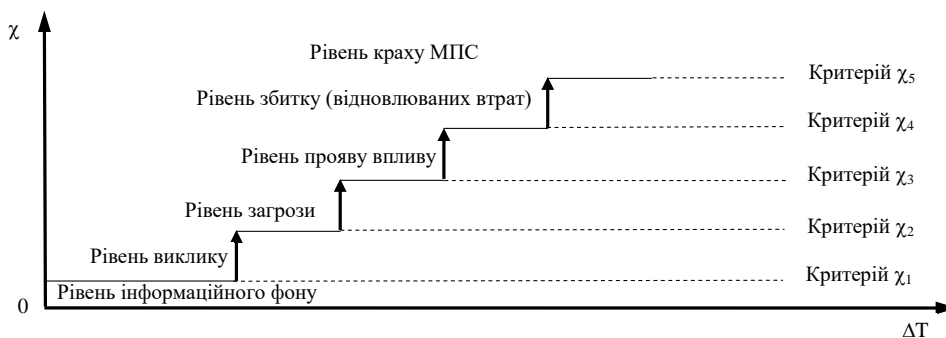 χ
Рівень краху МПС
Критерій χ5
Рівень збитку (відновлюваних втрат)
Критерій χ4
Рівень прояву впливу
Критерій χ3
Рівень загрози
Критерій χ2
Рівень виклику
Критерій χ1
Рівень інформаційного фону
0
ΔT